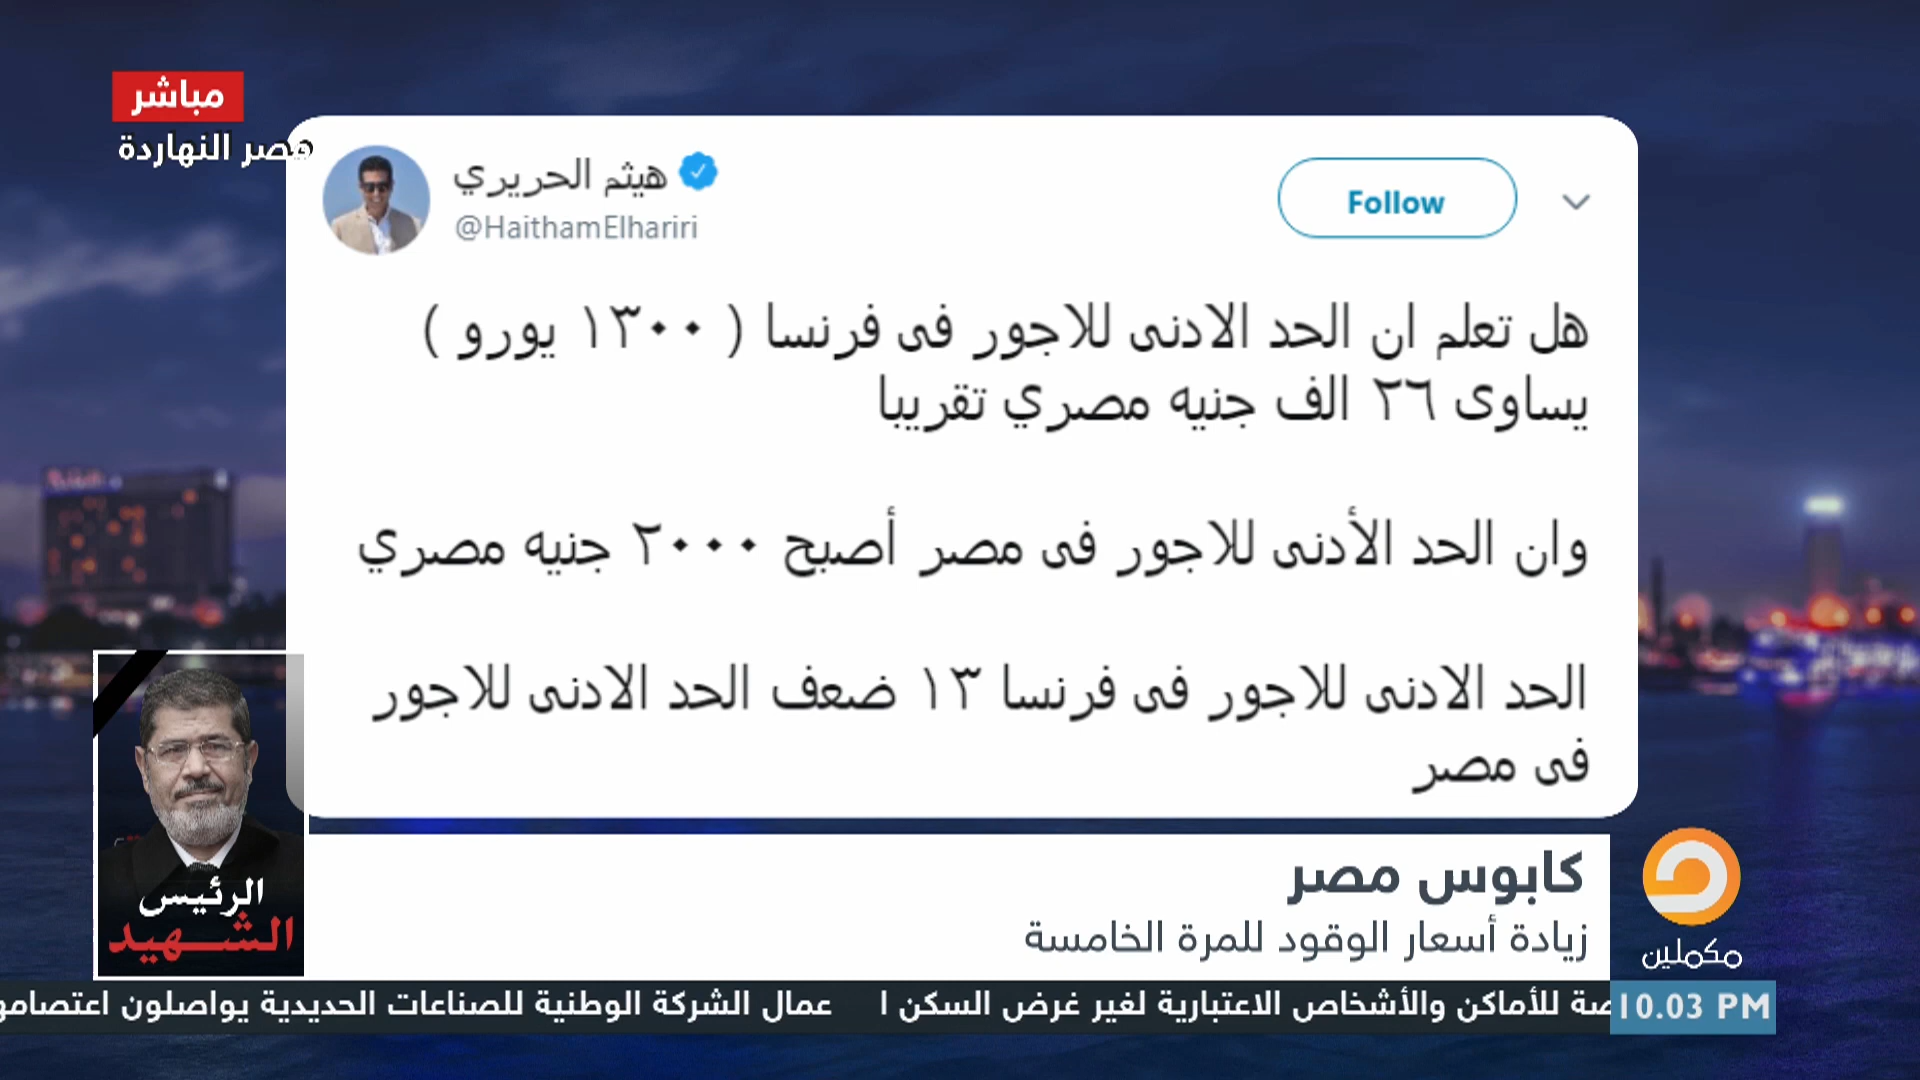 مباشر
مصر النهاردة
هيثم الحريري
@HaithamElhariri
Follow
هل تعلم ان الحد الادنى للاجور فى فرنسا ( ١٣٠٠ يورو )
يساوى ٢٦ الف جنيه مصري تقريبا
وان الحد الأدنى للاجور فى مصر أصبح ٢٠٠٠ جنيه مصري
الحد الادنى للاجور فى فرنسا ١٣ ضعف الحد الادنى للاجور
فى مصر
الرئيس
الشهيد
كابوس مصر
زيادة أسعار الوقود للمرة الخامسة
مكملين
صة للأماكن والأشخاص الاعتبارية لغير غرض السكن ا عمال الشركة الوطنية للصناعات الحديدية يواصلون اعتصامهو
10.03 PM